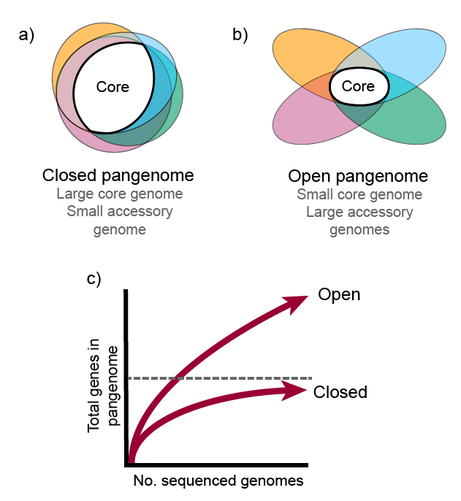 a)
Core
Closed pangenome
Large core genome
Small accessory
genome
b)
Core
Open pangenome
Small core genome
Large accessory
genomes
c)
Total genes in
pangenome
Open
Closed
No. sequenced genomes